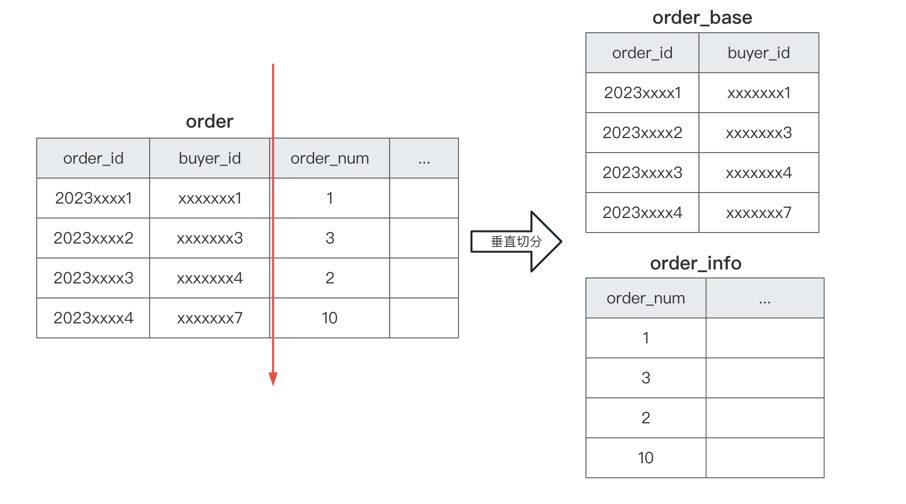 order
order_id buyer_id order_num ...
2023xxxx1 xxxxxxx1 1
2023xxxx2 xxxxxxx3 3
2023xxxx3 xxxxxxx4 2
2023xxxx4 xxxxxxx7 10
垂直切分
order_base
order_id buyer_id
2023xxxx1 xxxxxxx1
2023xxxx2 xxxxxxx3
2023xxxx3 xxxxxxx4
2023xxxx4 xxxxxxx7
order_info
order_num ...
1
3
2
10